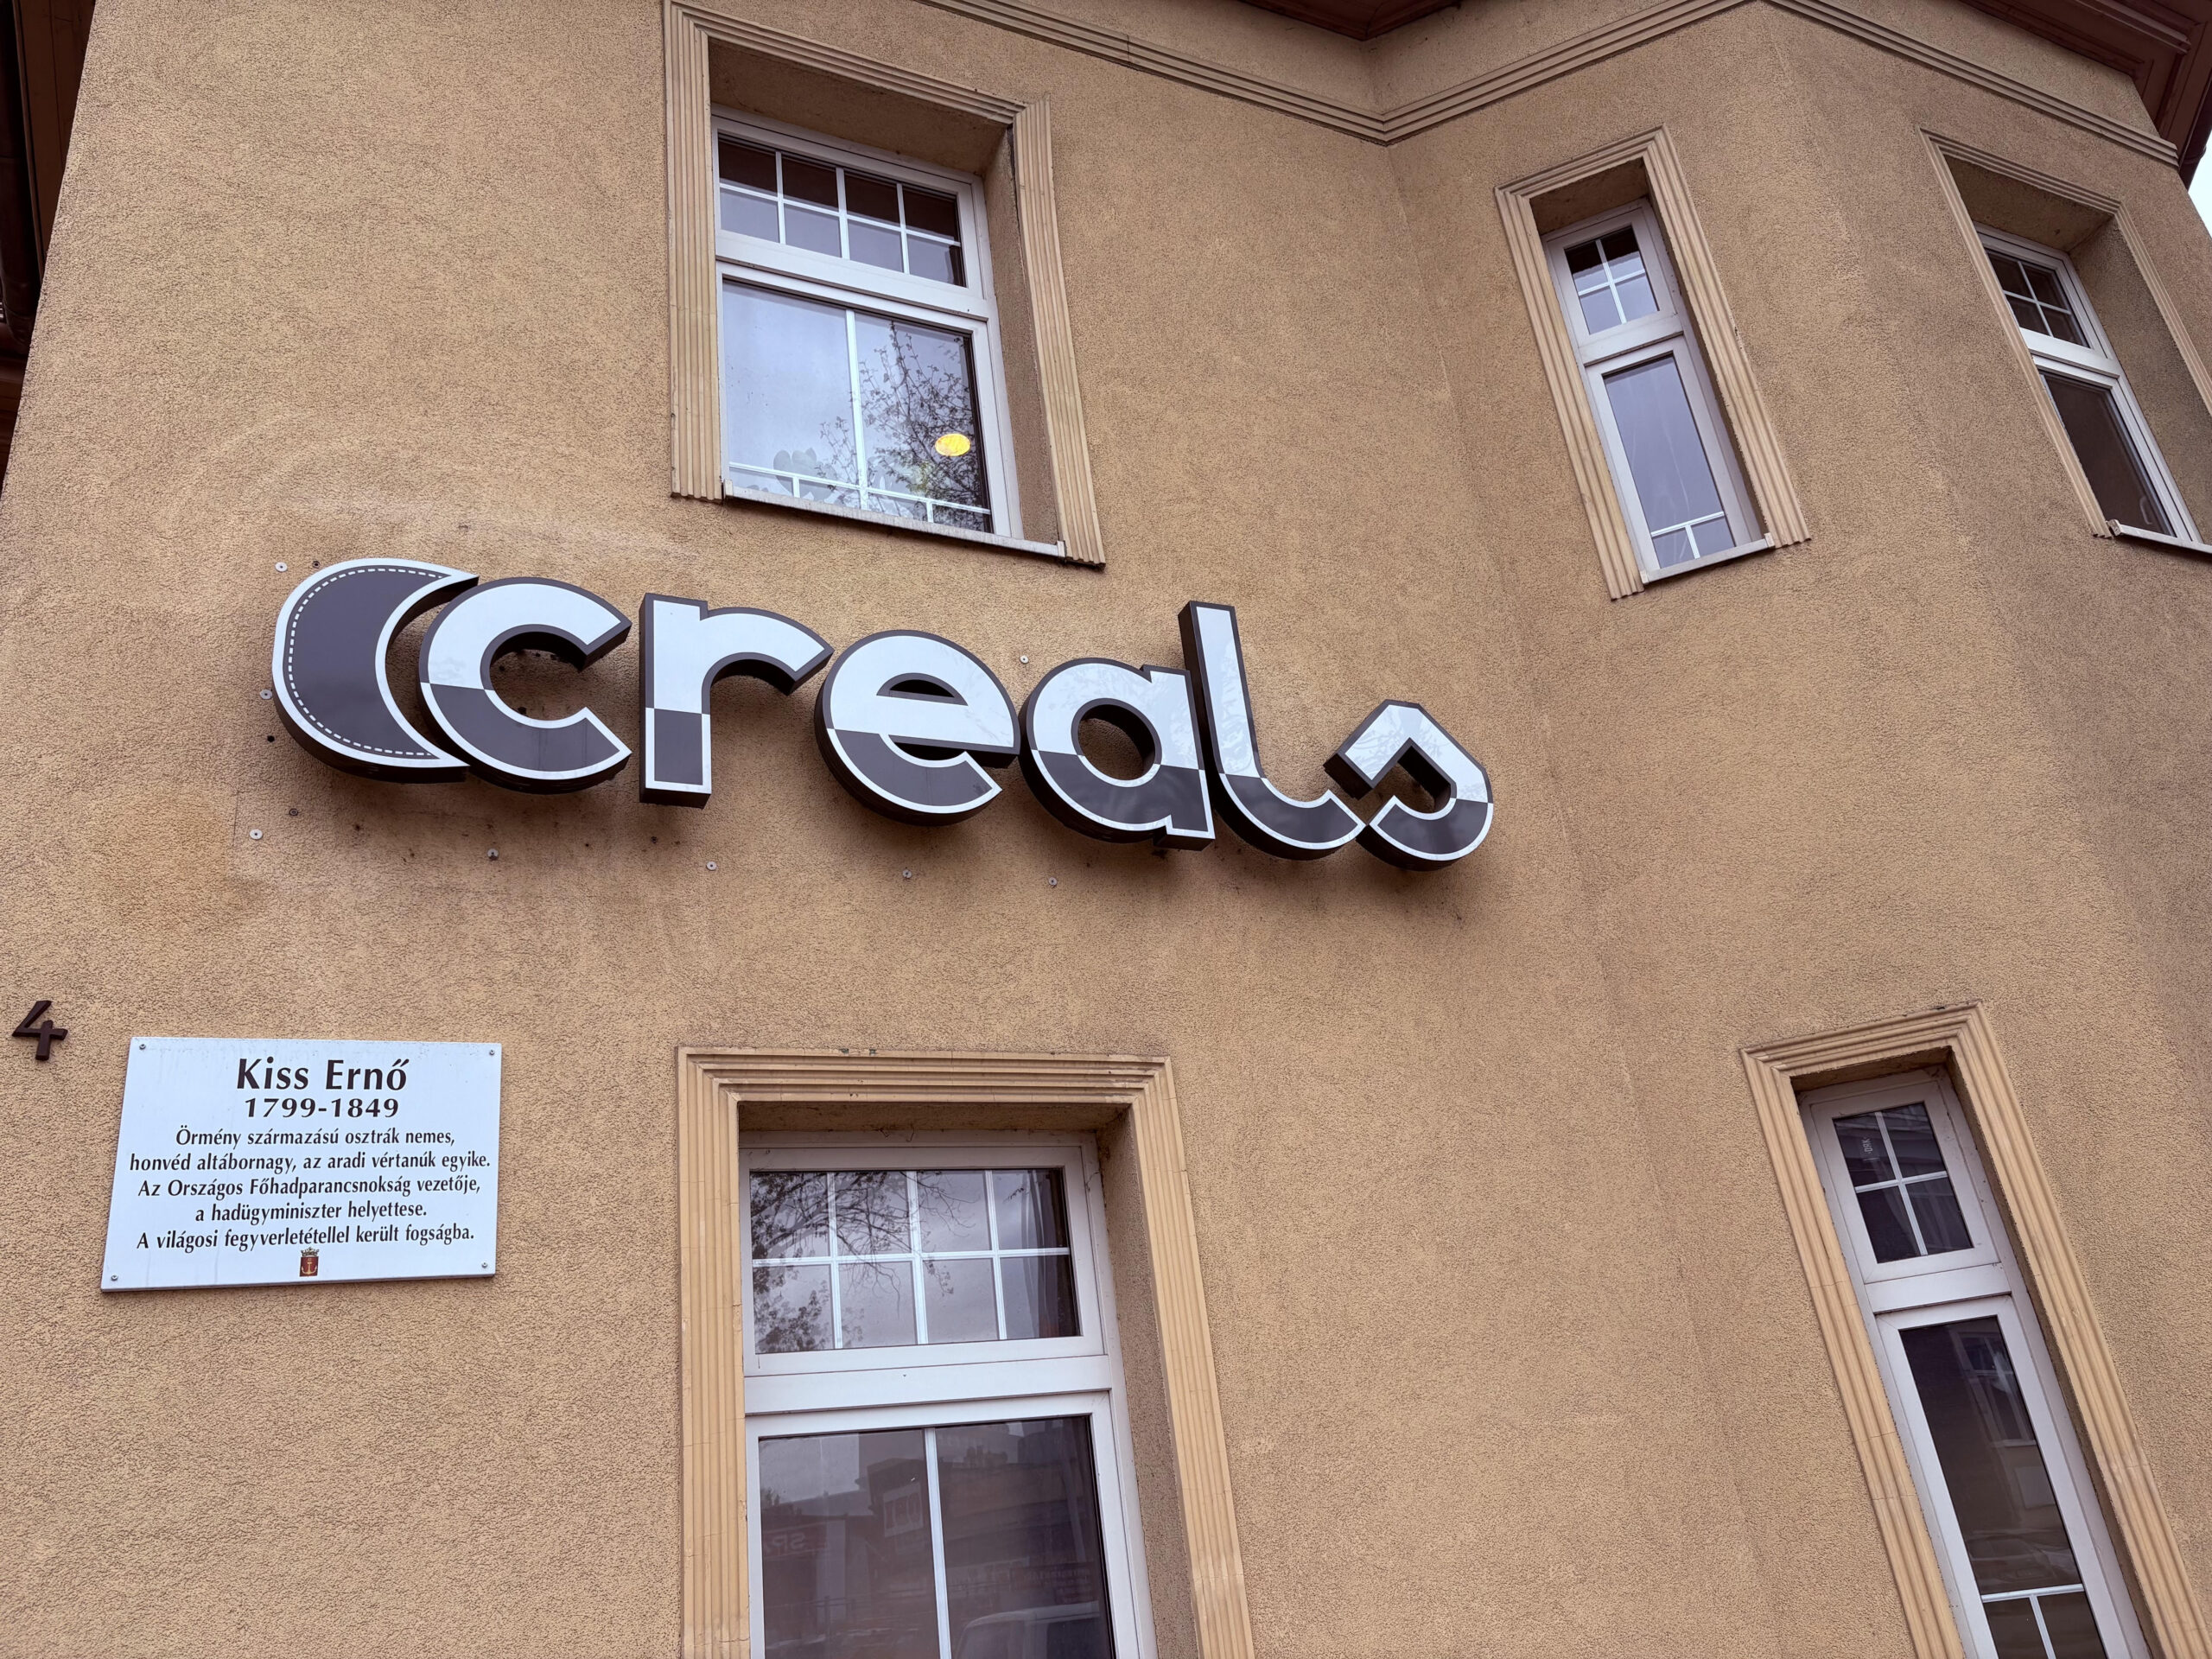 creals
4
Kiss Ernő
1799-1849
Örmény származású osztrák nemes,
honvéd altábornagy, az aradi vértanúk egyike.
Az Országos Főhadparancsnokság vezetője,
a hadügyminiszter helyettese.
A világosi fegyverletétellel került fogságba.